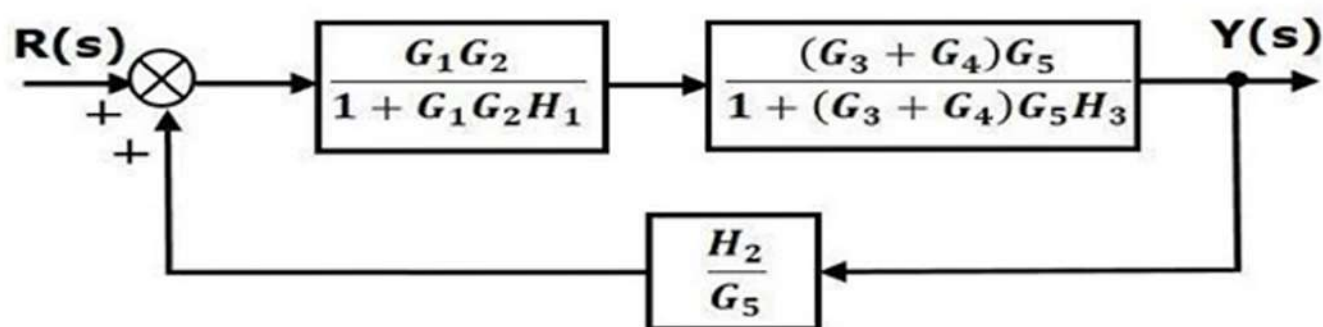 R(s)
+
+
G₁G₂
1 + G₁G₂H₁
(G₃ + G₄)G₅
1 + (G₃ + G₄)G₅H₃
Y(s)
H₂
G₅